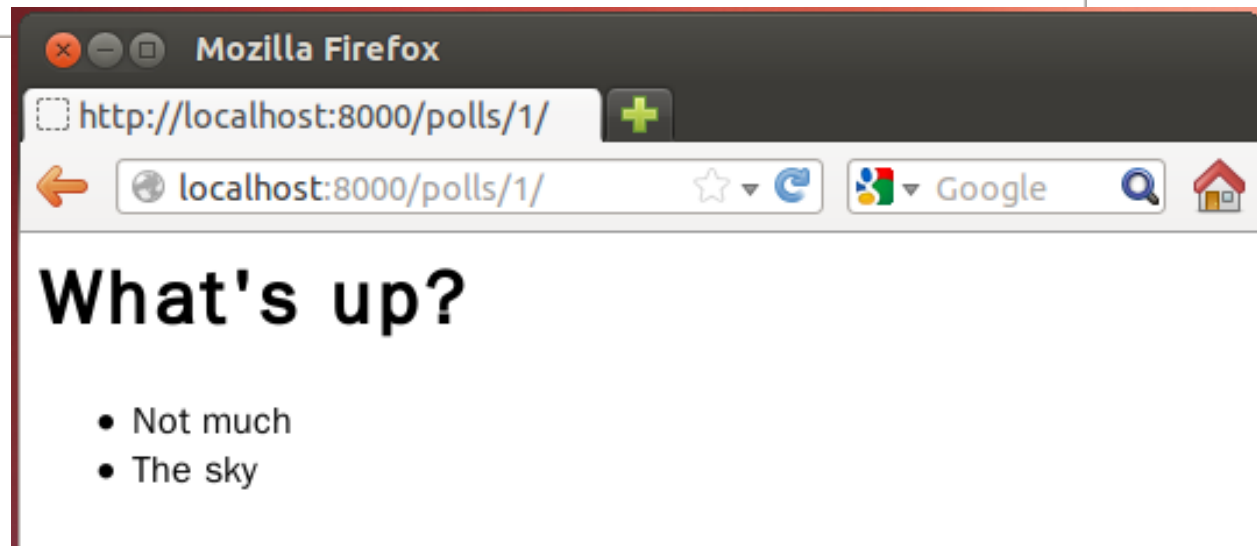 Mozilla Firefox
http://localhost:8000/polls/1/
localhost:8000/polls/1/ Google
What's up?
Not much
The sky